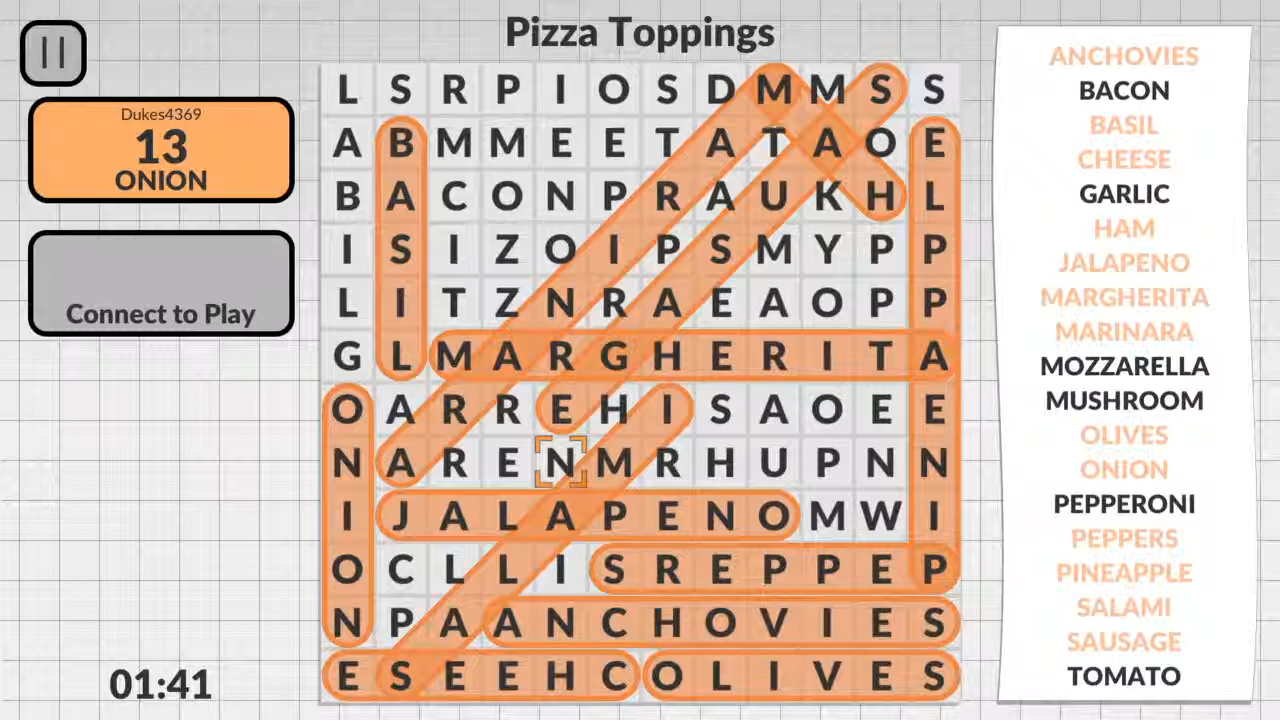 Pizza Toppings
Dukes4369
13
ONION
Connect to Play
01:41
L S R P I O S D M M S S
A B M M E E T A T A O E
B A C O N P R A U K H L
I S I Z O I P S M Y P P
L I T Z N R A E A O P P
G L M A R G H E R I T A
O A R R E H I S A O E E
N A R E N M R H U P N N
I J A L A P E N O M W I
O C L L I S R E P P E P
N P A A N C H O V I E S
E S E E H C O L I V E S
ANCHOVIES
BACON
BASIL
CHEESE
GARLIC
HAM
JALAPENO
MARGHERITA
MARINARA
MOZZARELLA
MUSHROOM
OLIVES
ONION
PEPPERONI
PEPPERS
PINEAPPLE
SALAMI
SAUSAGE
TOMATO